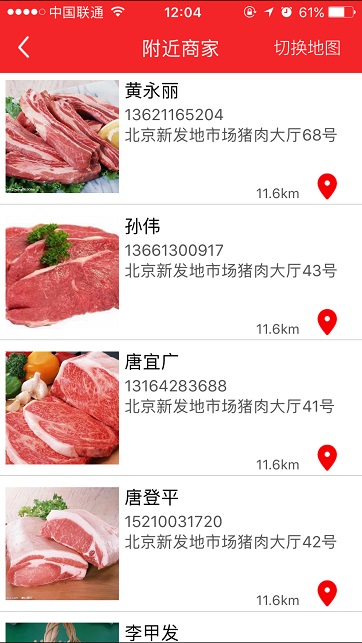 中国联通 12:04 61%
附近商家 切换地图
黄永丽
13621165204
北京新发地市场猪肉大厅68号
11.6km
孙伟
13661300917
北京新发地市场猪肉大厅43号
11.6km
唐宜广
13164283688
北京新发地市场猪肉大厅41号
11.6km
唐登平
15210031720
北京新发地市场猪肉大厅42号
11.6km
李甲发